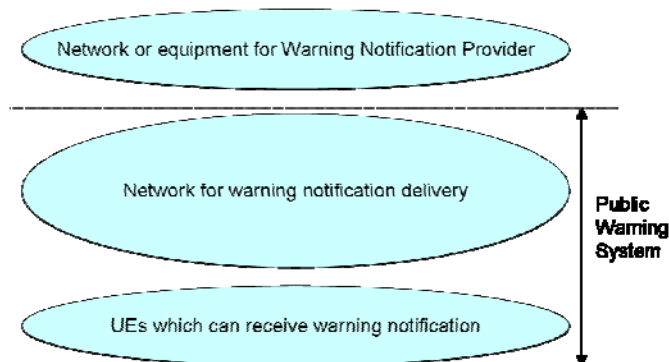 Network or equipment for Warning Notification Provider
Network for warning notification delivery
Public
Warning
System
UEs which can receive warning notification